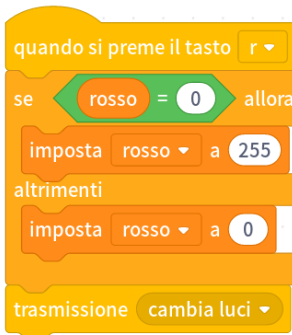 quando si preme il tasto r
se rosso = 0 allora
imposta rosso a 255
altrimenti
imposta rosso a 0
trasmissione cambia luci